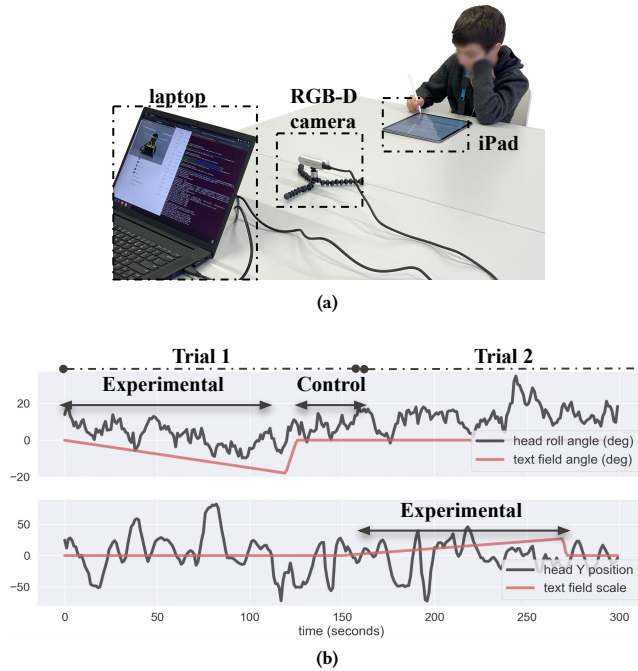 laptop
RGB-D
camera
iPad
(a)
Trial 1
Trial 2
Experimental
Control
20
0
−20
head roll angle (deg)
text field angle (deg)
Experimental
50
0
−50
head Y position
text field scale
0
50
100
150
200
250
300
time (seconds)
(b)